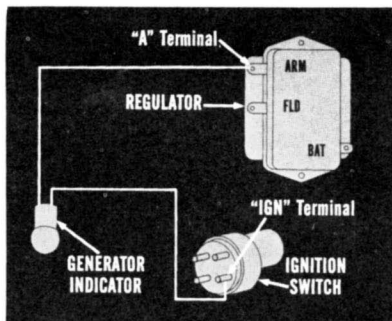 "A" Terminal
ARM
REGULATOR
FLD
BAT
"IGN" Terminal
GENERATOR
INDICATOR
IGNITION
SWITCH